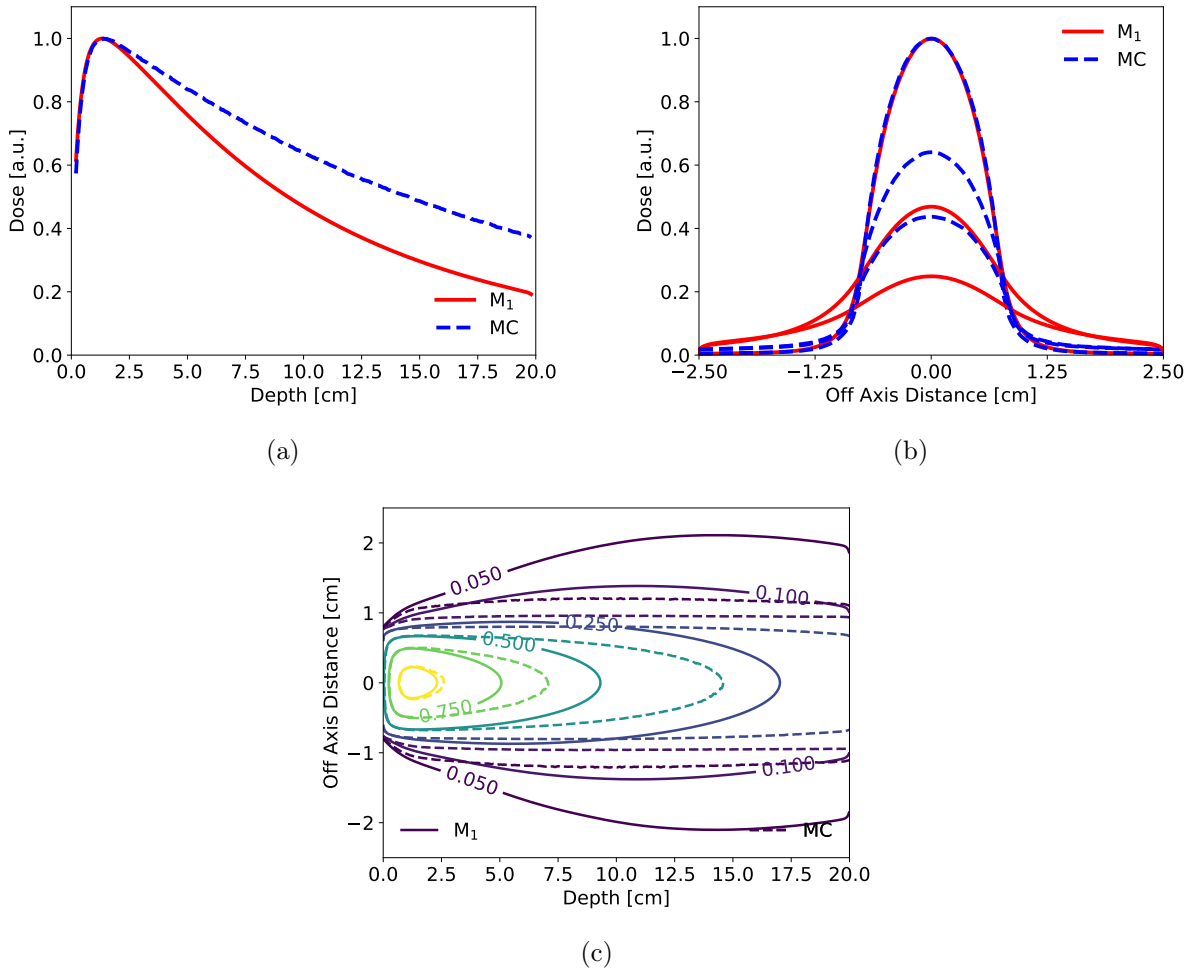 1.0
0.8
0.6
0.4
0.2
0.0
Dose [a.u.]
M₁
MC
0.0 2.5 5.0 7.5 10.0 12.5 15.0 17.5 20.0
Depth [cm]
(a)
1.0
0.8
0.6
0.4
0.2
0.0
Dose [a.u.]
M₁
MC
−2.50 −1.25 0.00 1.25 2.50
Off Axis Distance [cm]
(b)
2
1
0
−1
−2
Off Axis Distance [cm]
0.050
0.100
0.250
0.500
0.750
0.100
0.050
M₁
MC
0.0 2.5 5.0 7.5 10.0 12.5 15.0 17.5 20.0
Depth [cm]
(c)